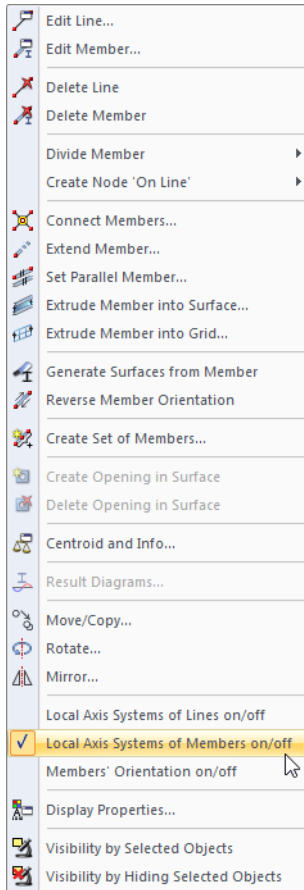 Edit Line...
Edit Member...
Delete Line
Delete Member
Divide Member
Create Node 'On Line'
Connect Members...
Extend Member...
Set Parallel Member...
Extrude Member into Surface...
Extrude Member into Grid...
Generate Surfaces from Member
Reverse Member Orientation
Create Set of Members...
Create Opening in Surface
Delete Opening in Surface
Centroid and Info...
Result Diagrams...
Move/Copy...
Rotate...
Mirror...
Local Axis Systems of Lines on/off
Local Axis Systems of Members on/off
Members' Orientation on/off
Display Properties...
Visibility by Selected Objects
Visibility by Hiding Selected Objects